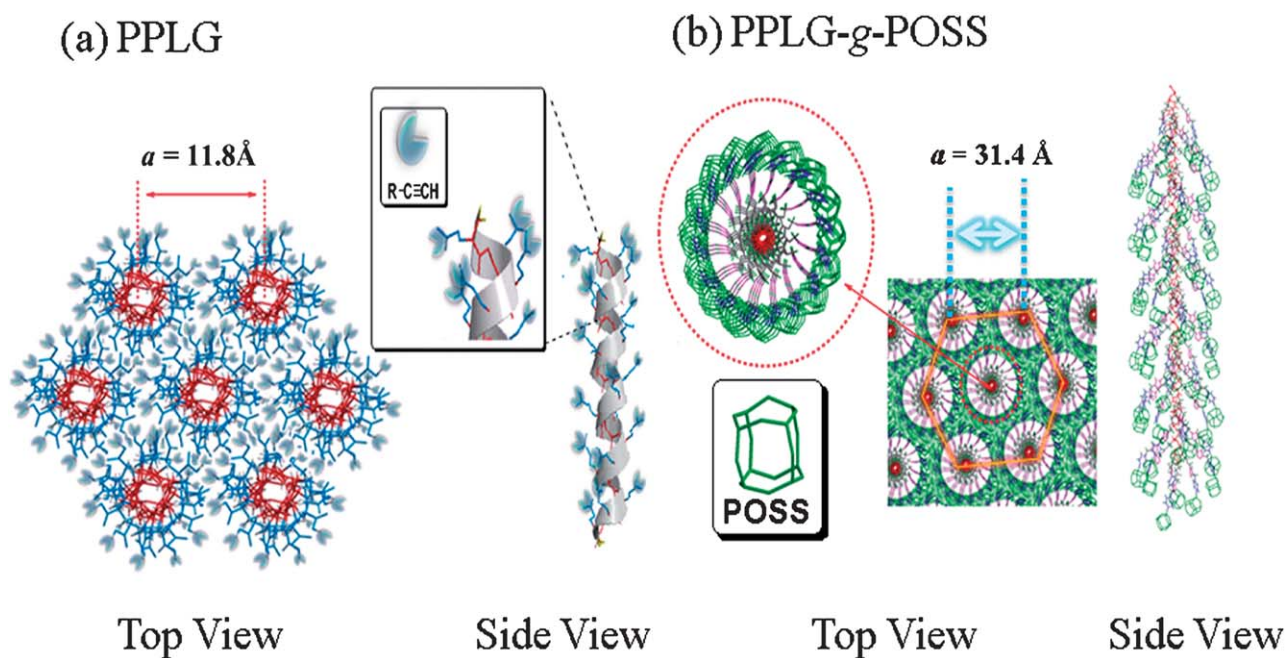 (a) PPLG
(b) PPLG-g-POSS
a = 11.8Å
R-C≡CH
a = 31.4 Å
POSS
Top View
Side View
Top View
Side View